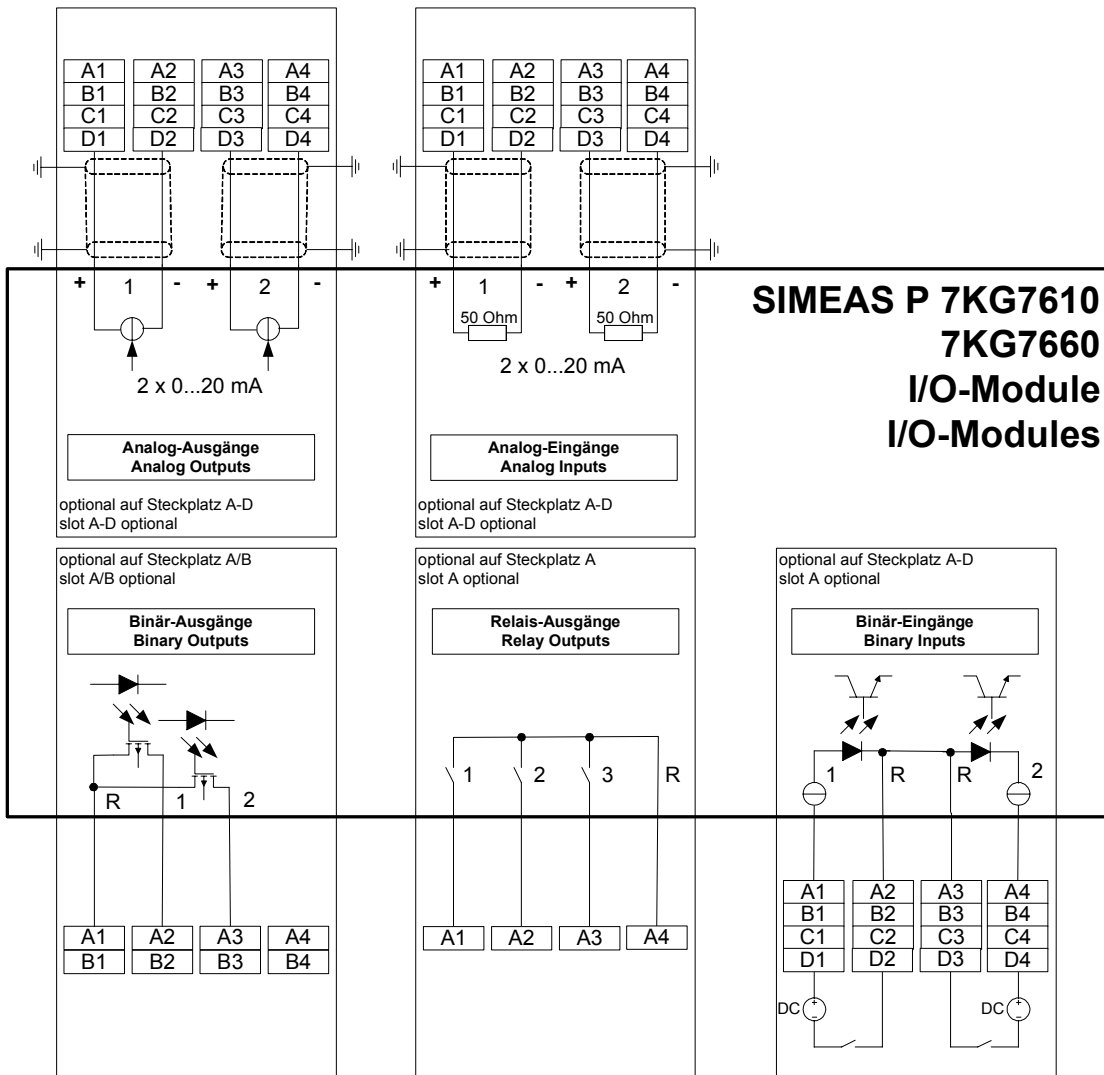 A1 A2 A3 A4
B1 B2 B3 B4
C1 C2 C3 C4
D1 D2 D3 D4
+ 1 - + 2 -
2 x 0...20 mA
Analog-Ausgänge
Analog Outputs
optional auf Steckplatz A-D
slot A-D optional
A1 A2 A3 A4
B1 B2 B3 B4
C1 C2 C3 C4
D1 D2 D3 D4
+ 1 - + 2 -
50 Ohm 50 Ohm
2 x 0...20 mA
Analog-Eingänge
Analog Inputs
optional auf Steckplatz A-D
slot A-D optional
SIMEAS P 7KG7610
7KG7660
I/O-Module
I/O-Modules
optional auf Steckplatz A/B
slot A/B optional
Binär-Ausgänge
Binary Outputs
R 1 2
A1 A2 A3 A4
B1 B2 B3 B4
optional auf Steckplatz A
slot A optional
Relais-Ausgänge
Relay Outputs
1 2 3 R
A1 A2 A3 A4
optional auf Steckplatz A-D
slot A optional
Binär-Eingänge
Binary Inputs
1 R R 2
A1 A2 A3 A4
B1 B2 B3 B4
C1 C2 C3 C4
D1 D2 D3 D4
DC + - DC + -